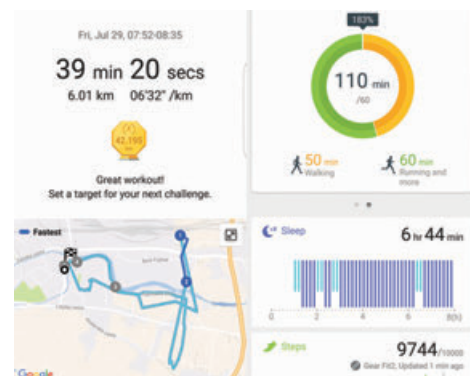 Fri, Jul 29, 07:52-08:35
39 min 20 secs
6.01 km 06'32" /km
42.195
km
Great workout!
Set a target for your next challenge.
Fastest
Google
183%
110 min
/60
50 min
Walking
60 min
Running and
more
Sleep
6 hr 44 min
0 2 4 6 8(h)
Steps
9744/10000
Gear Fit2, Updated 1 min ago